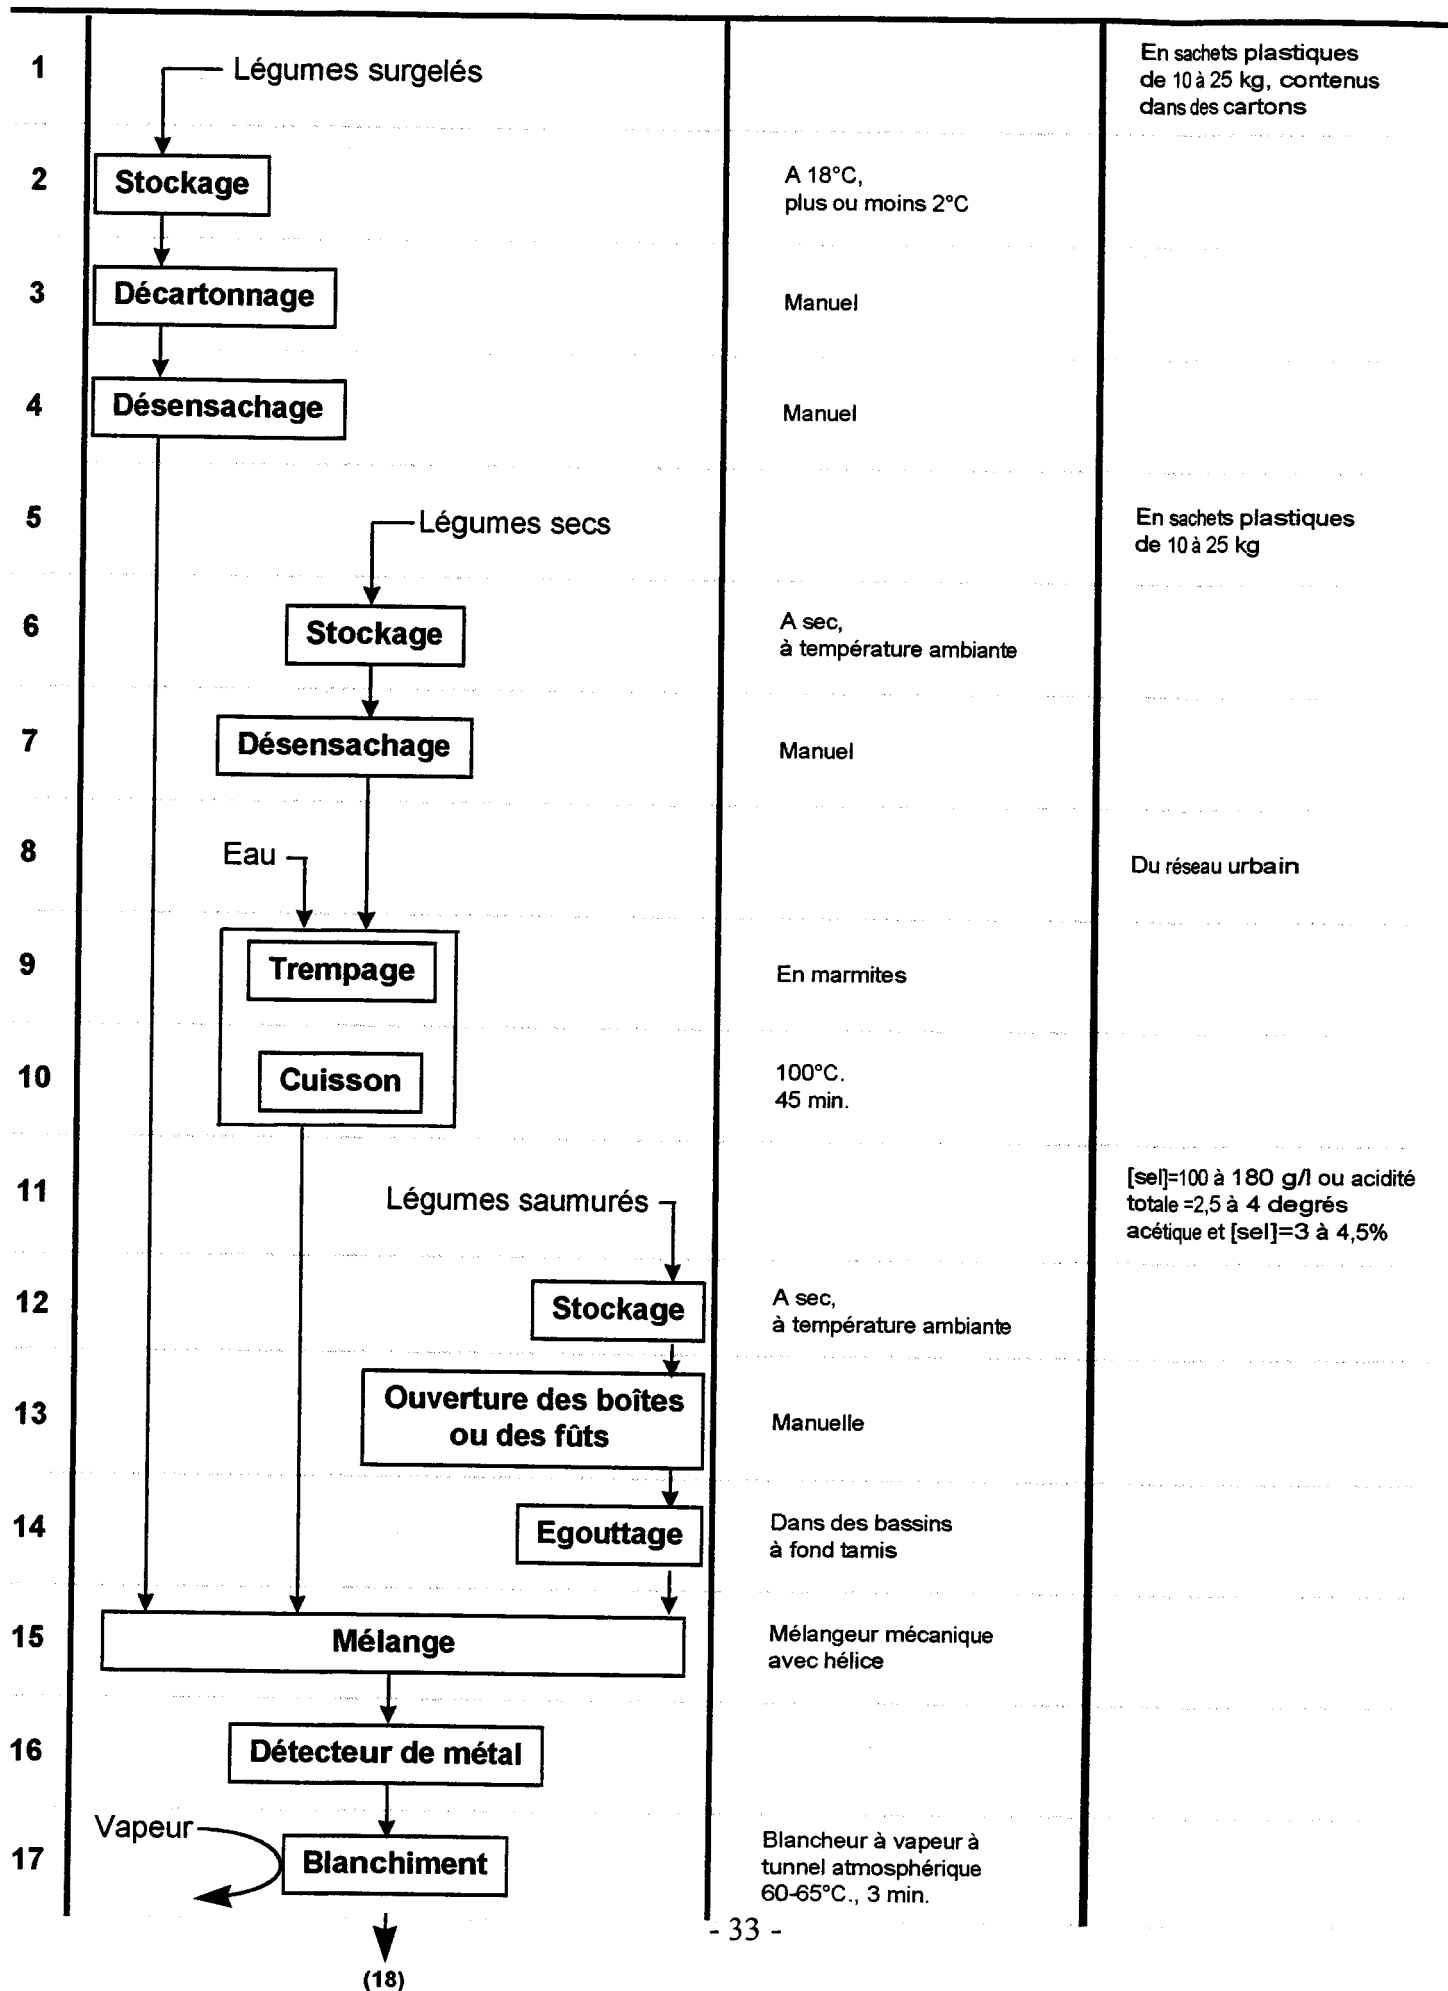 1
Légumes surgelés
En sachets plastiques
de 10 à 25 kg, contenus
dans des cartons
2
Stockage
A 18°C,
plus ou moins 2°C
3
Décartonnage
Manuel
4
Désensachage
Manuel
5
Légumes secs
En sachets plastiques
de 10 à 25 kg
6
Stockage
A sec,
à température ambiante
7
Désensachage
Manuel
8
Eau
Du réseau urbain
9
Trempage
En marmites
10
Cuisson
100°C.
45 min.
11
Légumes saumurés
[sel]=100 à 180 g/l ou acidité
totale =2,5 à 4 degrés
acétique et [sel]=3 à 4,5%
12
Stockage
A sec,
à température ambiante
13
Ouverture des boîtes
ou des fûts
Manuelle
14
Egouttage
Dans des bassins
à fond tamis
15
Mélange
Mélangeur mécanique
avec hélice
16
Détecteur de métal
17
Vapeur
Blanchiment
Blancheur à vapeur à
tunnel atmosphérique
60-65°C., 3 min.
- 33 -
(18)